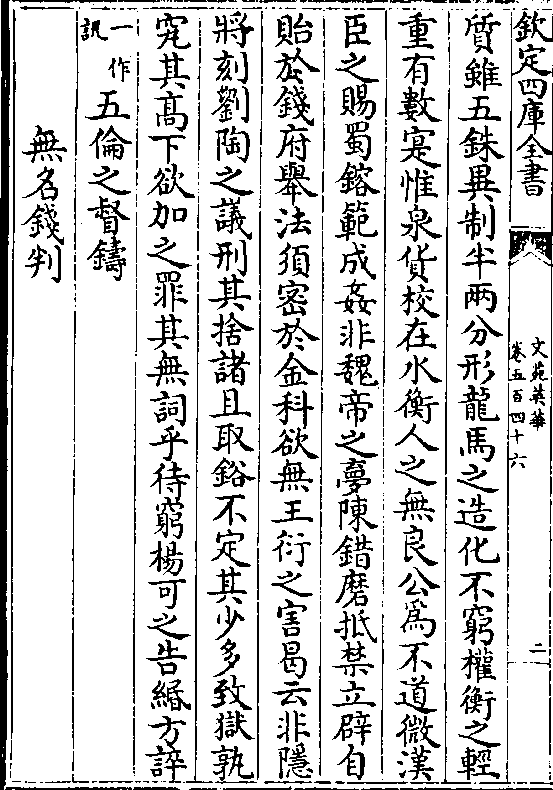 欽定四庫全書
文苑英華
卷五百四十六
二
質雖五銖異制半兩分形龍馬之造化不窮權衡之輕
重有數寔惟泉貨校在水衡人之無良公為不道微漢
臣之賜蜀鎔範成姦非魏帝之夢陳錯磨抵禁立辟自
貽於錢府舉法須密於金科欲無王衍之害曷云非隱
將刻劉陶之議刑其捨諸且取鋊不定其少多致獄孰
究其高下欲加之罪其無詞乎待窮楊可之告緡方誶
一作訊
五倫之督鑄
無名錢判